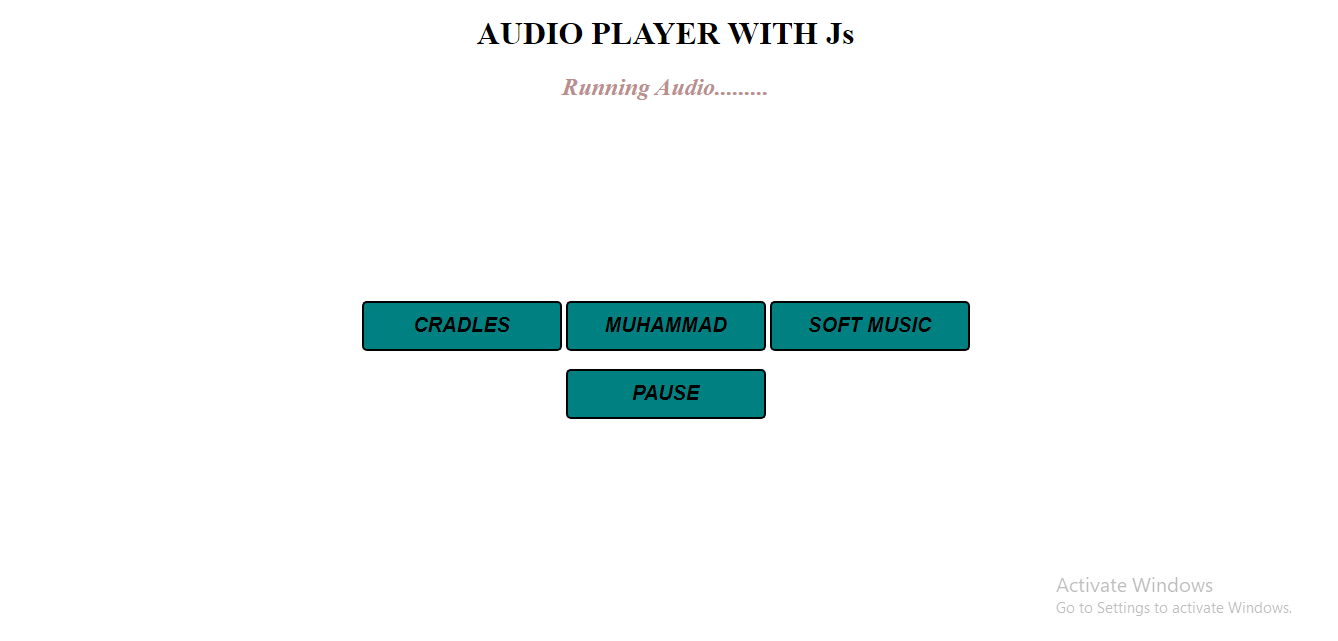 AUDIO PLAYER WITH Js
Running Audio.........
CRADLES MUHAMMAD SOFT MUSIC
PAUSE
Activate Windows
Go to Settings to activate Windows.